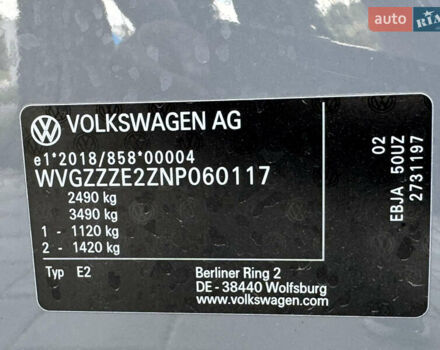 auto RIA
VOLKSWAGEN AG
e1*2018/858*00004
WVGZZZE2ZNP060117
2490 kg
3490 kg
1 - 1120 kg
2 - 1420 kg
Typ E2
Berliner Ring 2
DE - 38440 Wolfsburg
www.volkswagen.com
02
EBJA 50UZ
2731197